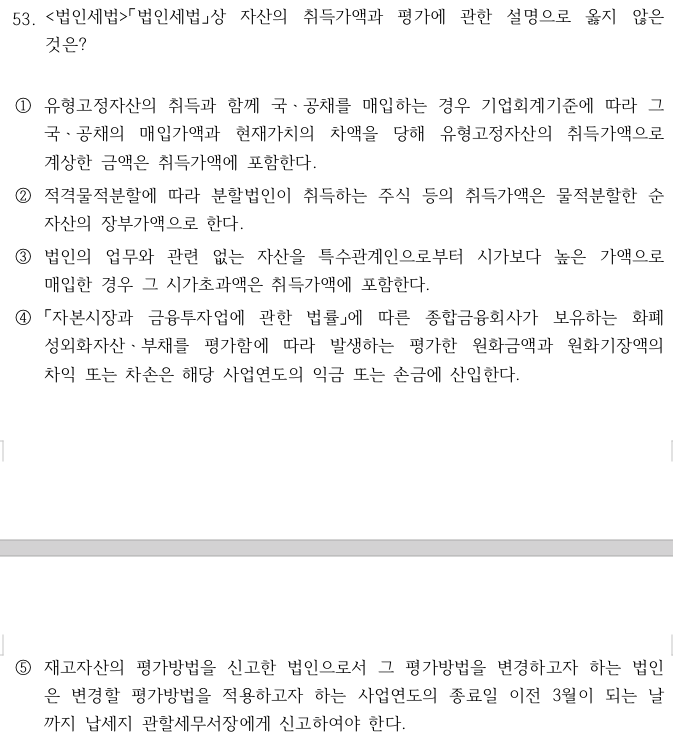 53. <법인세법>「법인세법」상 자산의 취득가액과 평가에 관한 설명으로 옳지 않은
것은?
① 유형고정자산의 취득과 함께 국ㆍ공채를 매입하는 경우 기업회계기준에 따라 그
국ㆍ공채의 매입가액과 현재가치의 차액을 당해 유형고정자산의 취득가액으로
계상한 금액은 취득가액에 포함한다.
② 적격물적분할에 따라 분할법인이 취득하는 주식 등의 취득가액은 물적분할한 순
자산의 장부가액으로 한다.
③ 법인의 업무와 관련 없는 자산을 특수관계인으로부터 시가보다 높은 가액으로
매입한 경우 그 시가초과액은 취득가액에 포함한다.
④ 「자본시장과 금융투자업에 관한 법률」에 따른 종합금융회사가 보유하는 화폐
성외화자산ㆍ부채를 평가함에 따라 발생하는 평가한 원화금액과 원화기장액의
차익 또는 차손은 해당 사업연도의 익금 또는 손금에 산입한다.
⑤ 재고자산의 평가방법을 신고한 법인으로서 그 평가방법을 변경하고자 하는 법인
은 변경할 평가방법을 적용하고자 하는 사업연도의 종료일 이전 3월이 되는 날
까지 납세지 관할세무서장에게 신고하여야 한다.